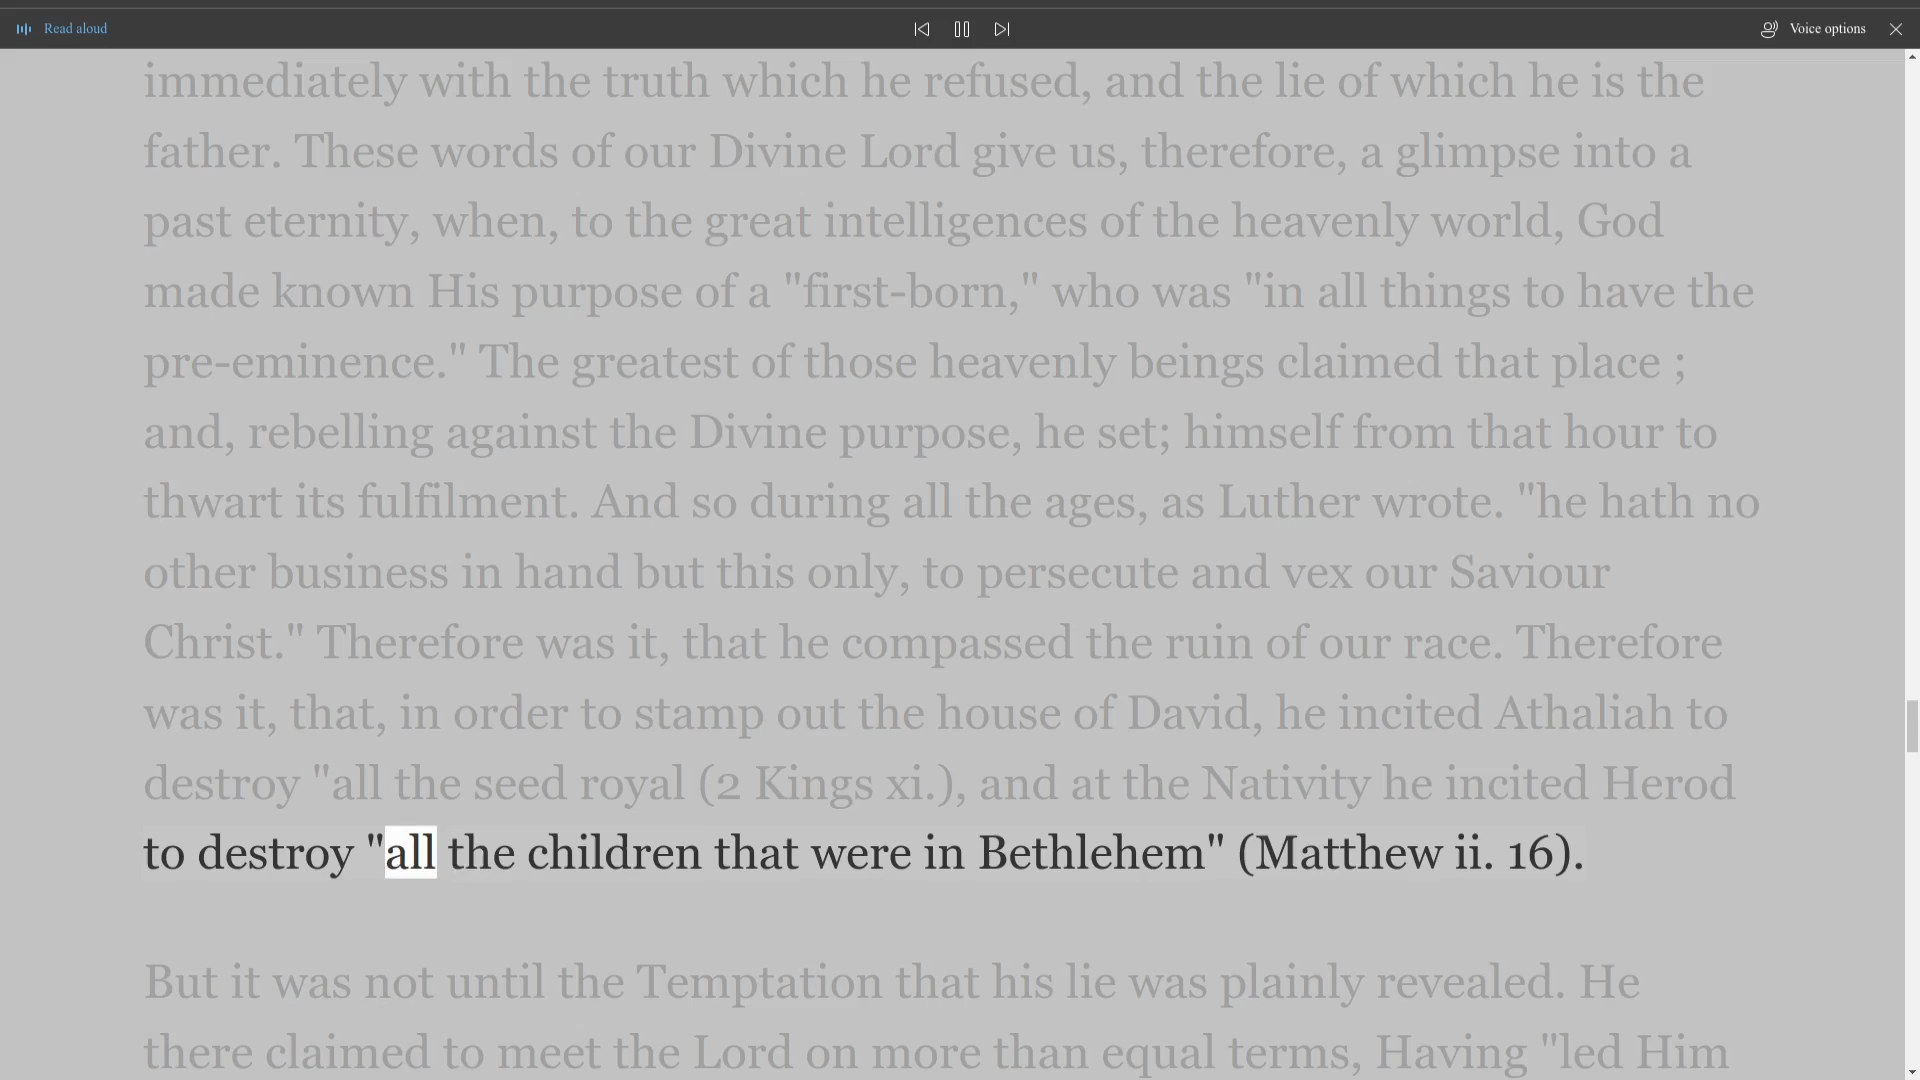 Read aloud
Voice options
immediately with the truth which he refused, and the lie of which he is the
father. These words of our Divine Lord give us, therefore, a glimpse into a
past eternity, when, to the great intelligences of the heavenly world, God
made known His purpose of a "first-born," who was "in all things to have the
pre-eminence." The greatest of those heavenly beings claimed that place ;
and, rebelling against the Divine purpose, he set; himself from that hour to
thwart its fulfilment. And so during all the ages, as Luther wrote. "he hath no
other business in hand but this only, to persecute and vex our Saviour
Christ." Therefore was it, that he compassed the ruin of our race. Therefore
was it, that, in order to stamp out the house of David, he incited Athaliah to
destroy "all the seed royal (2 Kings xi.), and at the Nativity he incited Herod
to destroy "all the children that were in Bethlehem" (Matthew ii. 16).
But it was not until the Temptation that his lie was plainly revealed. He
there claimed to meet the Lord on more than equal terms, Having "led Him